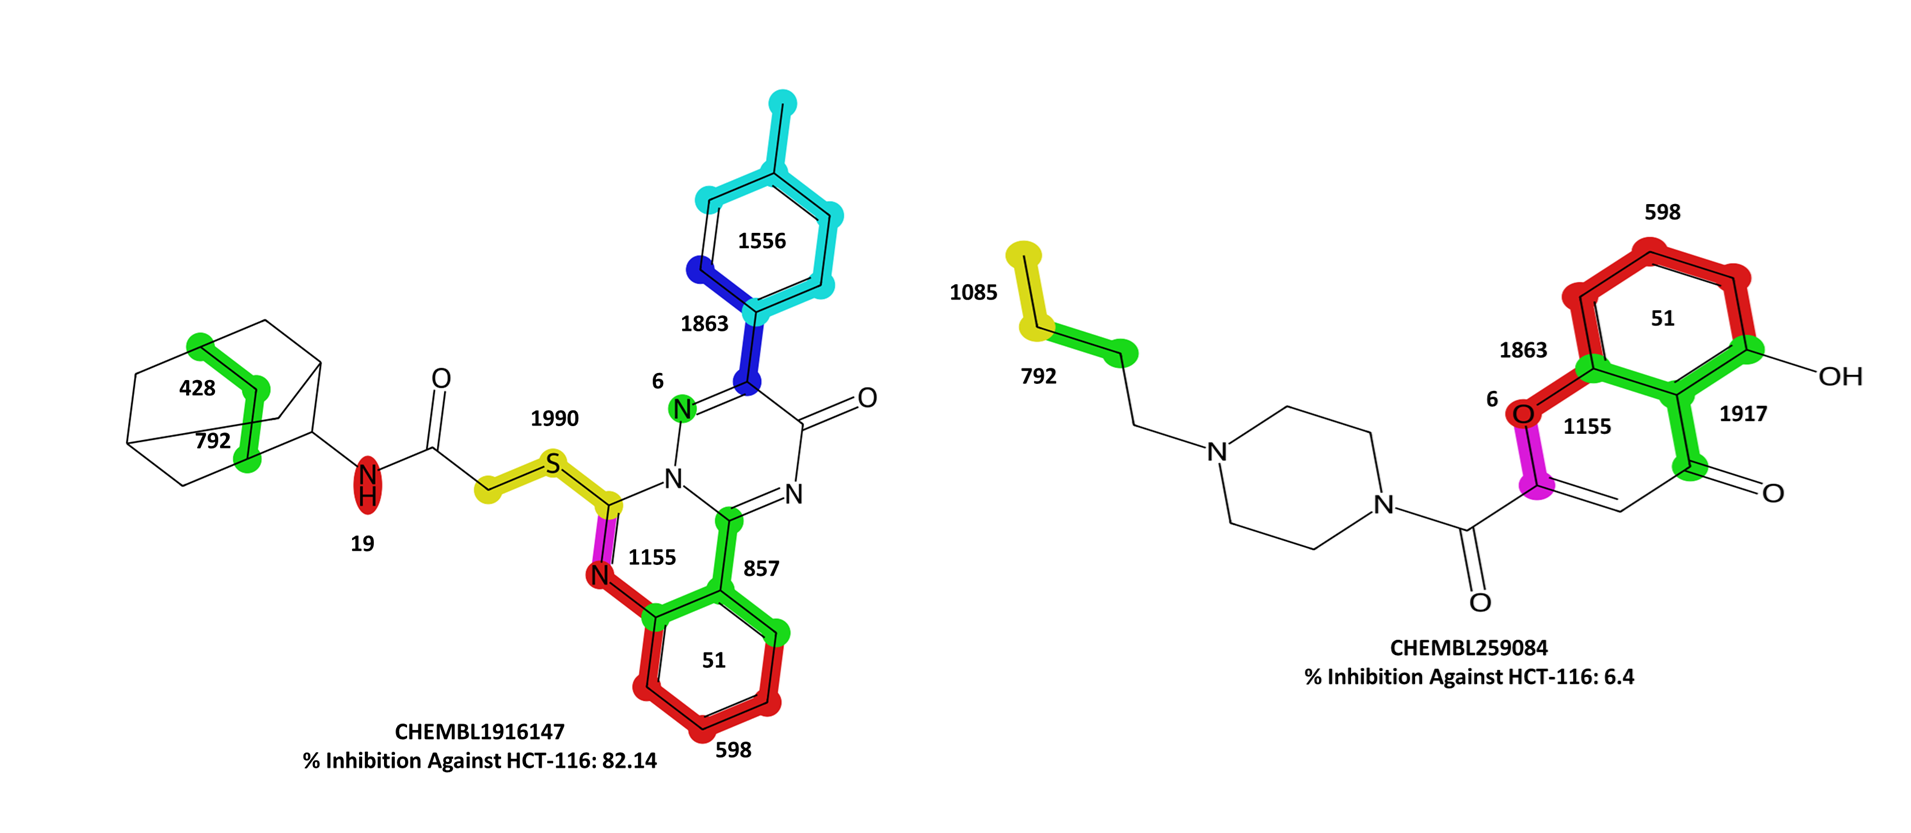 1556
1863
6
N
O
O
428
792
1990
S
N
H
19
N
N
1155
N
857
51
598
CHEMBL1916147
% Inhibition Against HCT-116: 82.14
598
1085
51
1863
792
6
O
1155
1917
OH
N
N
O
O
CHEMBL259084
% Inhibition Against HCT-116: 6.4